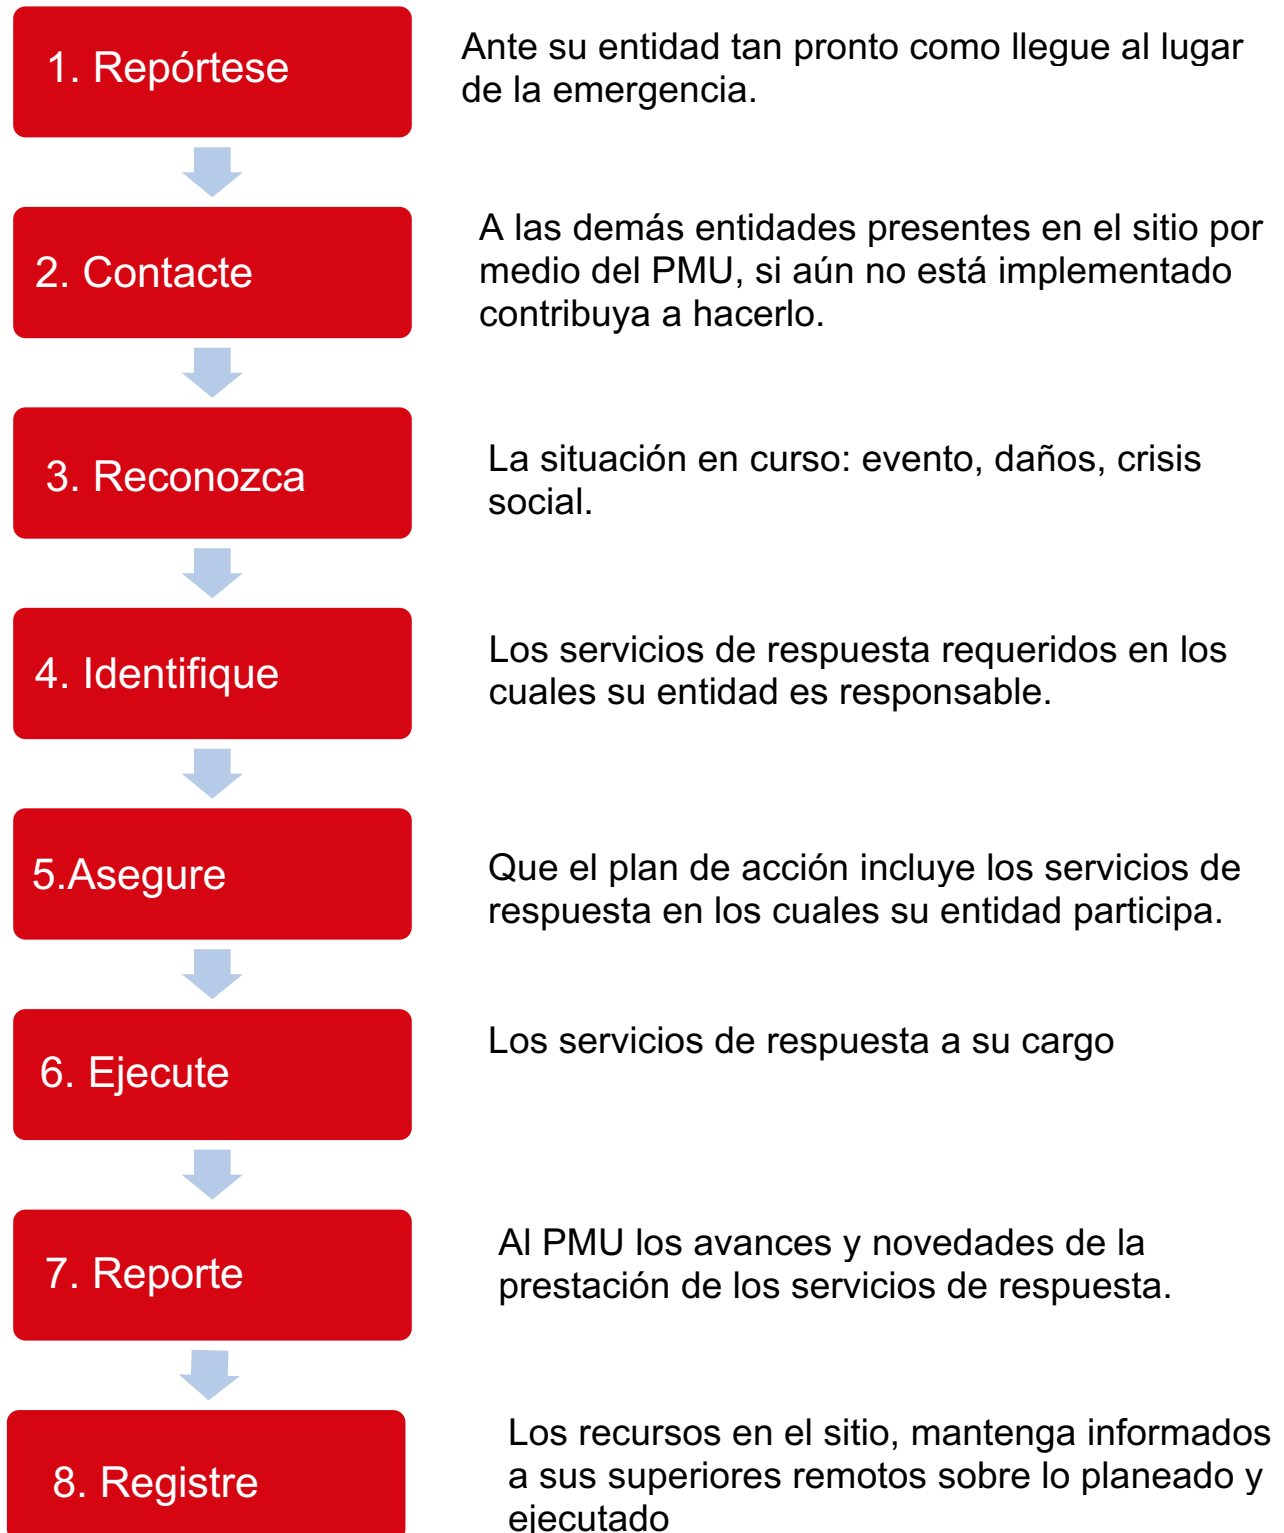 1. Repórtese
Ante su entidad tan pronto como llegue al lugar
de la emergencia.
2. Contacte
A las demás entidades presentes en el sitio por
medio del PMU, si aún no está implementado
contribuya a hacerlo.
3. Reconozca
La situación en curso: evento, daños, crisis
social.
4. Identifique
Los servicios de respuesta requeridos en los
cuales su entidad es responsable.
5.Asegure
Que el plan de acción incluye los servicios de
respuesta en los cuales su entidad participa.
6. Ejecute
Los servicios de respuesta a su cargo
7. Reporte
Al PMU los avances y novedades de la
prestación de los servicios de respuesta.
8. Registre
Los recursos en el sitio, mantenga informados
a sus superiores remotos sobre lo planeado y
ejecutado